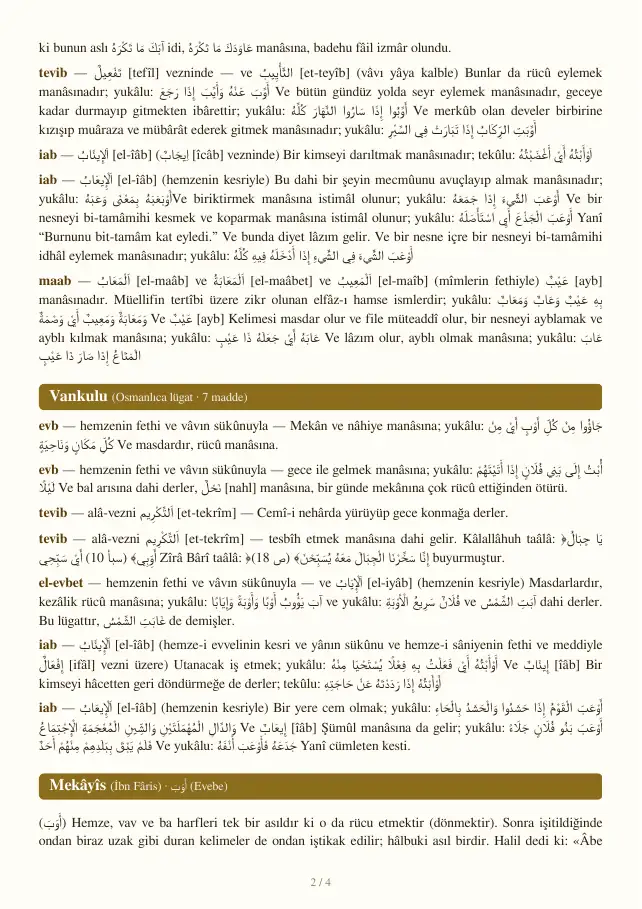 ki bunun aslı آبَكَ مَا تَكْرَهُ idi, عَاوَدَكَ مَا تَكْرَهُ manâsına, badehu fâil izmâr olundu.
tevib — تَفْعِيلٌ [tefîl] vezninde — ve اَلتَّأْيِيبُ [et-teyîb] (vâvı yâya kalble) Bunlar da rücû eylemek
manâsınadır; yukâlu: أَوَّبَ عَنْهُ وَأَيَّبَ إِذَا رَجَعَ Ve bütün gündüz yolda seyr eylemek manâsınadır, geceye
kadar durmayıp gitmekten ibârettir; yukâlu: أَوَّبُوا إِذَا سَارُوا النَّهَارَ كُلَّهُ Ve merkûb olan develer birbirine
kızışıp muâraza ve mübârât ederek gitmek manâsınadır; yukâlu: أَوَّبَتِ الرِّكَابُ إِذَا تَبَارَتْ فِي السَّيْرِ
iab — اَلْإِيئَابُ [el-îâb] (إِيجَابٌ [îcâb] vezninde) Bir kimseyi darıltmak manâsınadır; tekûlu: أَوْأَبْتُهُ أَيْ أَغْضَبْتُهُ
iab — اَلْإِيعَابُ [el-îâb] (hemzenin kesriyle) Bu dahi bir şeyin mecmûunu avuçlayıp almak manâsınadır;
yukâlu: أَوْعَبَهُ بِمَعْنَى وَعَبَهُVe biriktirmek manâsına istimâl olunur; yukâlu: أَوْعَبَ الشَّيْءَ إِذَا جَمَعَهُ Ve bir
nesneyi bi-tamâmihi kesmek ve koparmak manâsına istimâl olunur; yukâlu: أَوْعَبَ الْجَذْعَ أَيِ اسْتَأْصَلَهُ Yanî
“Burnunu bit-tamâm kat eyledi.” Ve bunda diyet lâzım gelir. Ve bir nesne içre bir nesneyi bi-tamâmihi
idhâl eylemek manâsınadır; yukâlu: أَوْعَبَ الشَّيْءَ فِي الشَّيْءِ إِذَا أَدْخَلَهُ فِيهِ كُلَّهُ
maab — اَلْمَعَابُ [el-maâb] ve اَلْمَعَابَةُ [el-maâbet] ve اَلْمَعِيبُ [el-maîb] (mîmlerin fethiyle) عَيْبٌ [ayb]
manâsınadır. Müellifin tertîbi üzere zikr olunan elfâz-ı hamse ismlerdir; yukâlu: بِهِ عَيْبٌ وَعَابٌ وَمَعَابٌ
وَمَعَابَةٌ وَمَعِيبٌ أَيْ وَصْمَةٌ Ve عَيْبٌ [ayb] Kelimesi masdar olur ve file müteaddî olur, bir nesneyi ayblamak ve
ayblı kılmak manâsına; yukâlu: عَابَهُ أَيْ جَعَلَهُ ذَا عَيْبٍ Ve lâzım olur, ayblı olmak manâsına; yukâlu: عَابَ
الْمَتَاعُ إِذَا صَارَ ذَا عَيْبٍ
Vankulu (Osmanlıca lügat · 7 madde)
evb — hemzenin fethi ve vâvın sükûnuyla — Mekân ve nâhiye manâsına; yukâlu: جَاؤُوا مِنْ كُلِّ أَوْبٍ أَيْ مِنْ
كُلِّ مَكَانٍ وَنَاحِيَةٍ Ve masdardır, rücû manâsına.
evb — hemzenin fethi ve vâvın sükûnuyla — gece ile gelmek manâsına; yukâlu: أُبْتُ إِلَى بَنِي فُلَانٍ إِذَا أَتَيْتَهُمْ
لَيْلًا Ve bal arısına dahi derler, نَحْلٌ [nahl] manâsına, bir günde mekânına çok rücû ettiğinden ötürü.
tevib — alâ-vezni اَلتَّكْرِيمِ [et-tekrîm] — Cemî-i nehârda yürüyüp gece konmağa derler.
tevib — alâ-vezni اَلتَّكْرِيمِ [et-tekrîm] — tesbîh etmek manâsına dahi gelir. Kâlallâhuh taâlâ: ﴿يَا جِبَالُ
أَوِّبِي﴾ (سبأ 10) أَيْ سَبِّحِي Zîrâ Bârî taâlâ: ﴿إِنَّا سَخَّرْنَا الْجِبَالَ مَعَهُ يُسَبِّحْنَ﴾ (ص 18) buyurmuştur.
el-evbet — hemzenin fethi ve vâvın sükûnuyla — ve اَلْإِيَابُ [el-iyâb] (hemzenin kesriyle) Masdarlardır,
kezâlik rücû manâsına; yukâlu: آبَ يَؤُوبُ أَوْبًا وَأَوْبَةً وَإِيَابًا ve yukâlu: فُلَانٌ سَرِيعُ الْأَوْبَةِ ve آبَتِ الشَّمْسُ dahi derler.
Bu lügattır, غَابَتِ الشَّمْسُ de demişler.
iab — اَلْإِيئَابُ [el-îâb] (hemze-i evvelinin kesri ve yânın sükûnu ve hemze-i sâniyenin fethi ve meddiyle
إِفْعَالٌ [ifâl] vezni üzere) Utanacak iş etmek; yukâlu: أَوْأَبْتُهُ أَيْ فَعَلْتُ بِهِ فِعْلًا يُسْتَحْيَا مِنْهُ Ve إِيئَابٌ [îâb] Bir
kimseyi hâcetten geri döndürmeğe de derler; tekûlu: أَوْأَبْتُهُ إِذَا رَدَدْتَهُ عَنْ حَاجَتِهِ
iab — اَلْإِيعَابُ [el-îâb] (hemzenin kesriyle) Bir yere cem olmak; yukâlu: أَوْعَبَ الْقَوْمُ إِذَا حَشَدُوا وَالْحَشْدُ بِالْحَاءِ
وَالدَّالِ الْمُهْمَلَتَيْنِ وَالشِّينِ الْمُعْجَمَةِ الْاِجْتِمَاعُ Ve إِيعَابٌ [îâb] Şümûl manâsına da gelir; yukâlu: أَوْعَبَ بَنُو فُلَانٍ جَلَاءً
فَلَمْ يَبْقَ بِبَلَدِهِمْ مِنْهُمْ أَحَدٌ Ve yukâlu: جَدَعَهُ فَأَوْعَبَ أَنْفَهُ Yanî cümleten kesti.
Mekâyîs (İbn Fâris) · أَوَبَ (Evebe)
(أَوَبَ) Hemze, vav ve ba harfleri tek bir asıldır ki o da rücu etmektir (dönmektir). Sonra işitildiğinde
ondan biraz uzak gibi duran kelimeler de ondan iştikak edilir; hâlbuki asıl birdir. Halil dedi ki: «Âbe
2 / 4